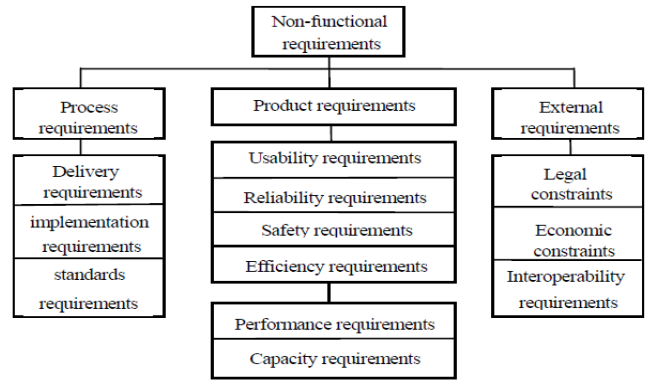 Non-functional
requirements
Process
requirements
Product requirements
External
requirements
Delivery
requirements
implementation
requirements
standards
requirements
Usability requirements
Reliability requirements
Safety requirements
Efficiency requirements
Performance requirements
Capacity requirements
Legal
constraints
Economic
constraints
Interoperability
requirements